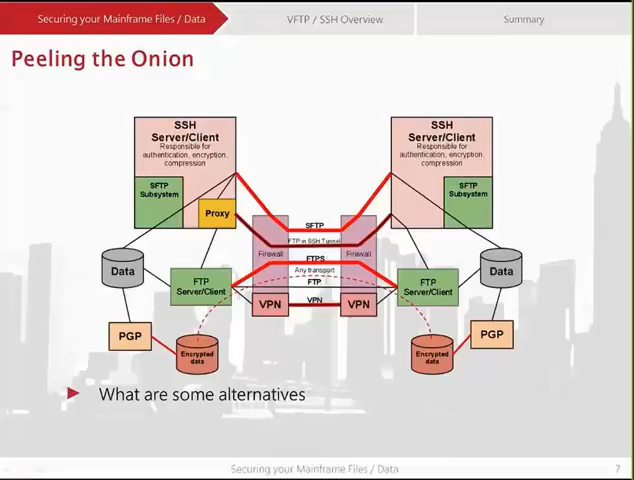 Securing your Mainframe Files / Data
VFTP / SSH Overview
Summary
Peeling the Onion
SSH
Server/Client
Responsible for
authentication, encryption,
compression
SFTP
Subsystem
Proxy
SSH
Server/Client
Responsible for
authentication, encryption,
compression
SFTP
Subsystem
SFTP
FTP in SSH Tunnel
Firewall
Firewall
FTPS
Any transport
FTP
VPN
VPN
VPN
Data
FTP
Server/Client
FTP
Server/Client
Data
PGP
Encrypted
data
Encrypted
data
PGP
What are some alternatives
Securing your Mainframe Files / Data
7